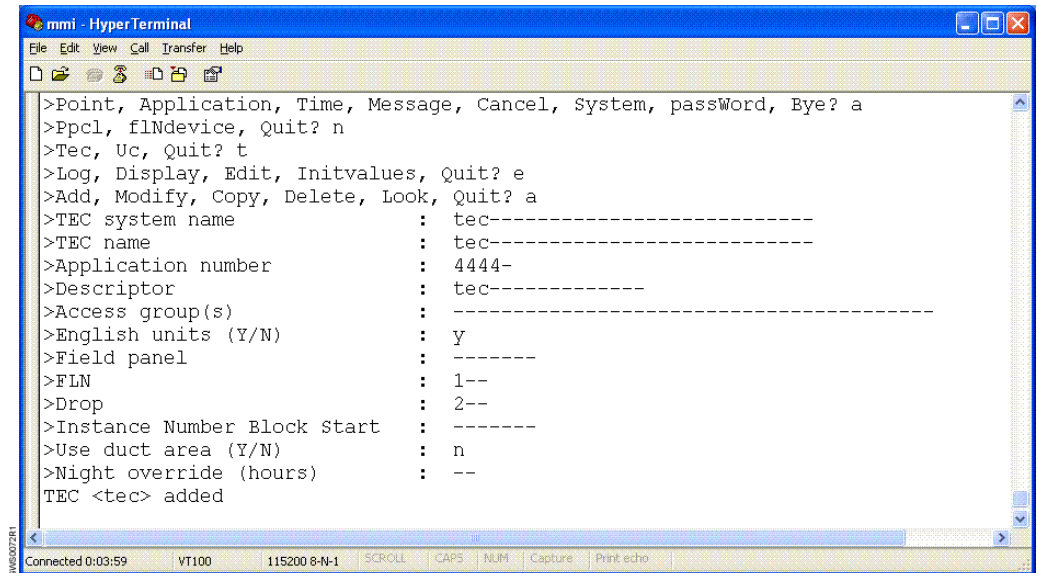 mmi - HyperTerminal
File Edit View Call Transfer Help
>Point, Application, Time, Message, Cancel, System, passWord, Bye? a
>Ppcl, flNdevice, Quit? n
>Tec, Uc, Quit? t
>Log, Display, Edit, Initvalues, Quit? e
>Add, Modify, Copy, Delete, Look, Quit? a
>TEC system name : tec---------------------------
>TEC name : tec---------------------------
>Application number : 4444-
>Descriptor : tec-------------
>Access group(s) : ----------------------------------------
>English units (Y/N) : y
>Field panel : -------
>FLN : 1--
>Drop : 2--
>Instance Number Block Start : -------
>Use duct area (Y/N) : n
>Night override (hours) : --
TEC <tec> added
Connected 0:03:59 VT100 115200 8-N-1 SCROLL CAPS NUM Capture Print echo